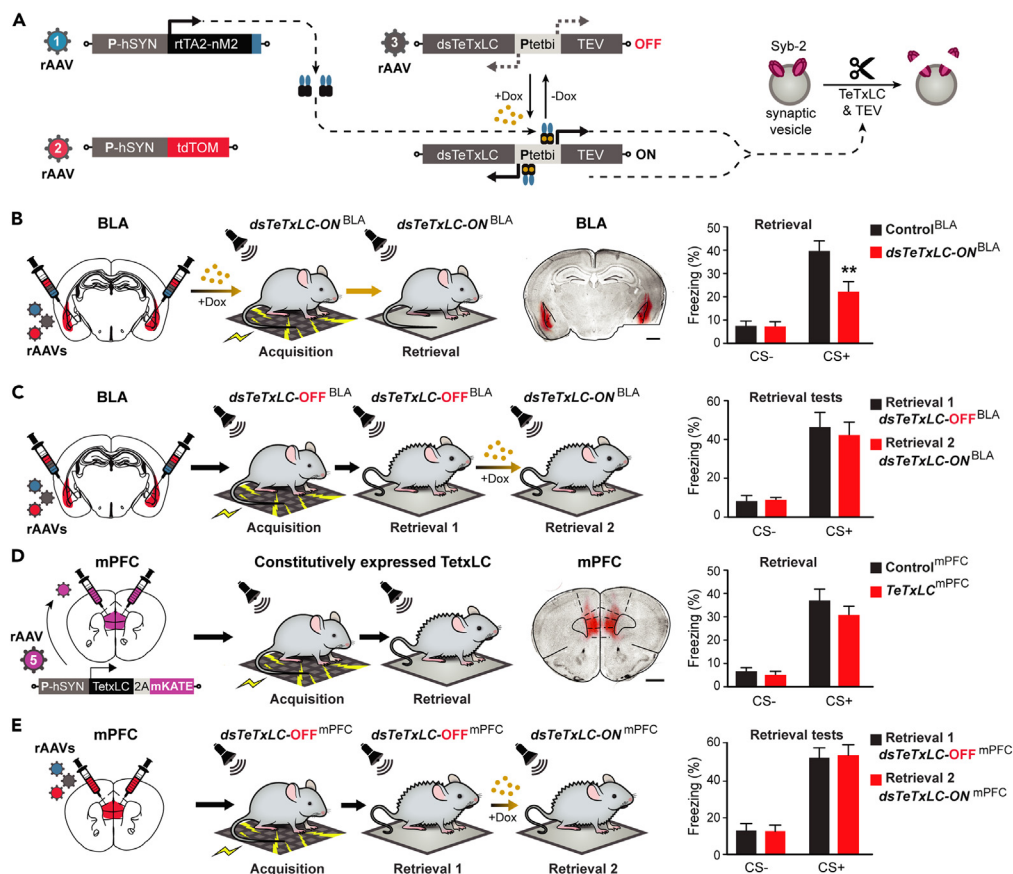 A
1
rAAV
P-hSYN rtTA2-nM2
3
rAAV
dsTeTxLC Ptetbi TEV OFF
+Dox -Dox
2
rAAV
P-hSYN tdTOM
dsTeTxLC Ptetbi TEV ON
Syb-2
synaptic
vesicle
TeTxLC
& TEV
B
BLA
rAAVs
+Dox
dsTeTxLC-ON BLA
Acquisition
dsTeTxLC-ON BLA
Retrieval
BLA
Retrieval
Freezing (%)
50
40
30
20
10
0
**
CS- CS+
Control BLA
dsTeTxLC-ON BLA
C
BLA
rAAVs
dsTeTxLC-OFF BLA
Acquisition
dsTeTxLC-OFF BLA
Retrieval 1
+Dox
dsTeTxLC-ON BLA
Retrieval 2
Retrieval tests
Freezing (%)
60
40
20
0
CS- CS+
Retrieval 1
dsTeTxLC-OFF BLA
Retrieval 2
dsTeTxLC-ON BLA
D
mPFC
rAAV
5
P-hSYN TetxLC 2A mKATE
Constitutively expressed TetxLC
Acquisition
Retrieval
mPFC
Retrieval
Freezing (%)
50
40
30
20
10
0
CS- CS+
Control mPFC
TeTxLC mPFC
E
mPFC
rAAVs
dsTeTxLC-OFF mPFC
Acquisition
dsTeTxLC-OFF mPFC
Retrieval 1
+Dox
dsTeTxLC-ON mPFC
Retrieval 2
Retrieval tests
Freezing (%)
60
40
20
0
CS- CS+
Retrieval 1
dsTeTxLC-OFF mPFC
Retrieval 2
dsTeTxLC-ON mPFC